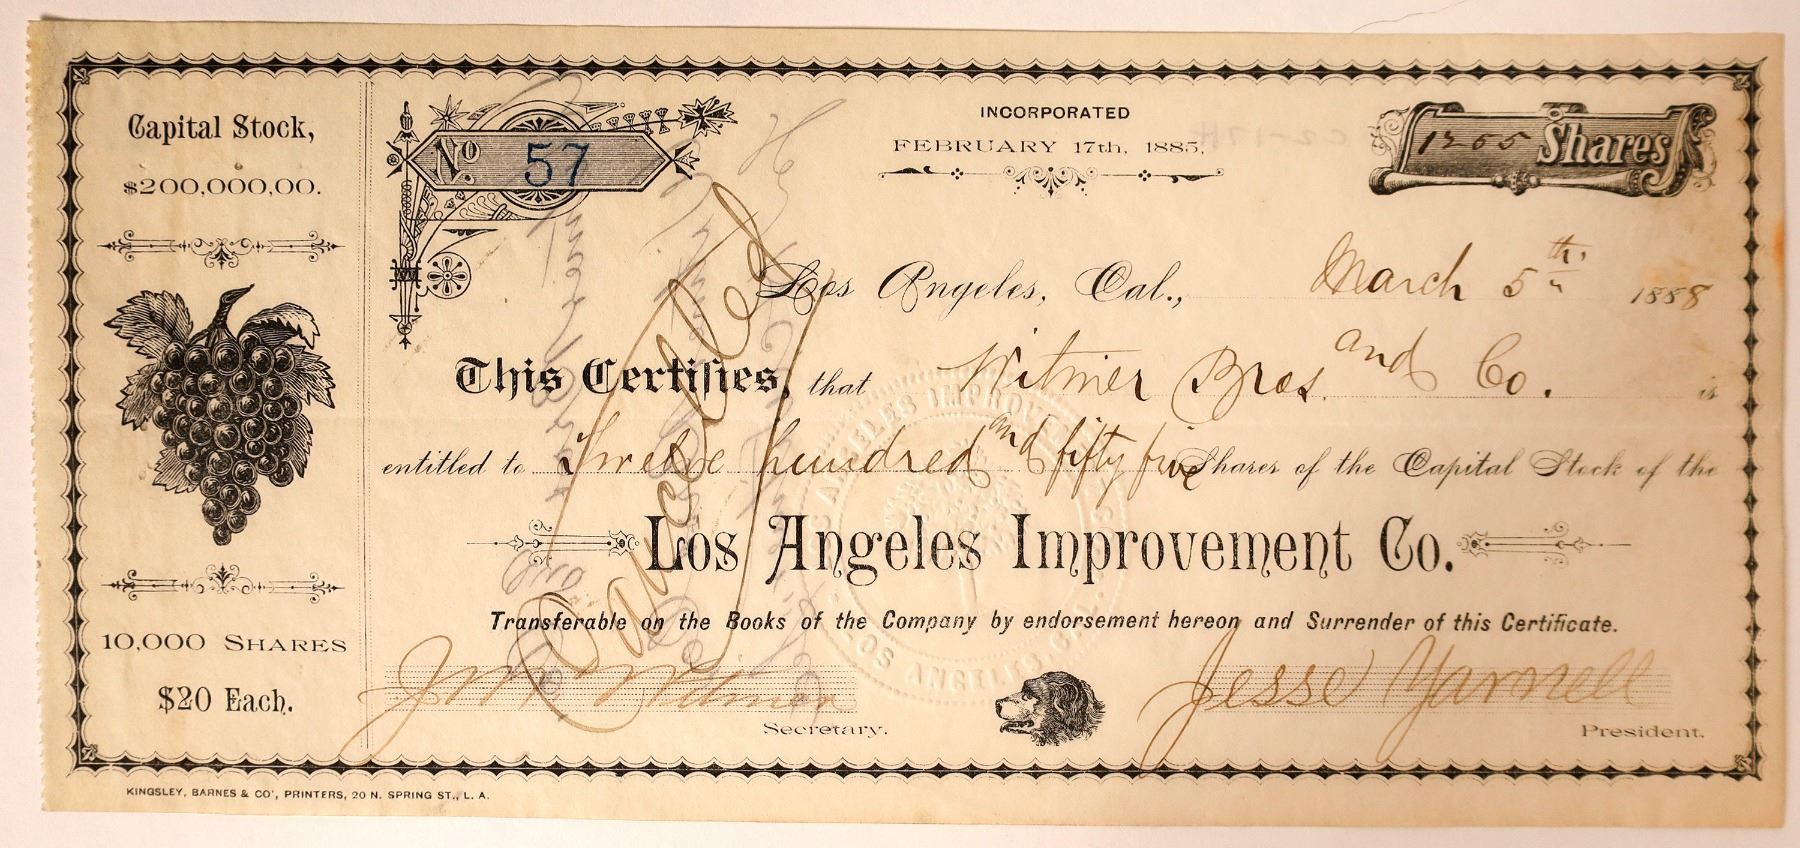 Capital Stock,
$200,000,00.
10,000 SHARES
$20 Each.
No. 57
INCORPORATED
FEBRUARY 17th, 1885,
1255 Shares
Los Angeles, Cal., March 5th 1888
This Certifies, that Witmer Bros. and Co. is
entitled to Twelve hundred and fifty five Shares of the Capital Stock of the
Los Angeles Improvement Co.
Transferable on the Books of the Company by endorsement hereon and Surrender of this Certificate.
Cancelled
Witmer
Secretary.
Jesse Yarnell
President.
LOS ANGELES CAL.
KINGSLEY, BARNES & CO', PRINTERS, 20 N. SPRING ST., L. A.